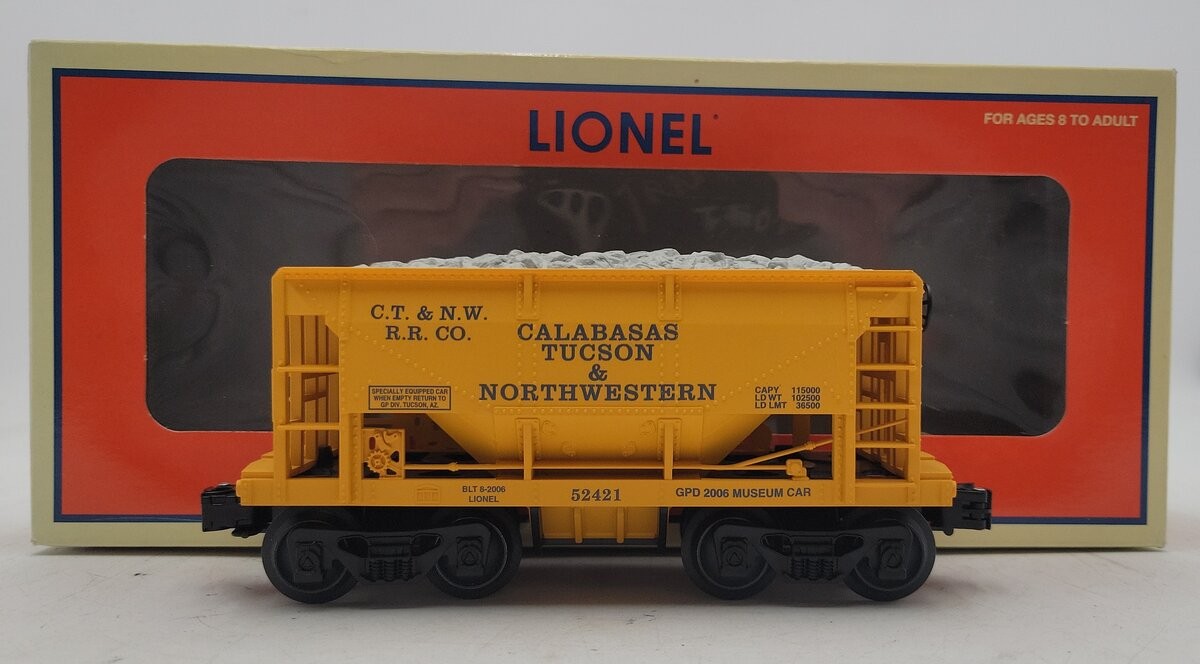 LIONEL
FOR AGES 8 TO ADULT
C.T. & N.W.
R.R. CO.
CALABASAS
TUCSON
&
NORTHWESTERN
SPECIALLY EQUIPPED CAR
WHEN EMPTY RETURN TO
GP DIV. TUCSON, AZ.
CAPY 115000
LD WT 102500
LD LMT 36500
BLT 8-2006
LIONEL
52421
GPD 2006 MUSEUM CAR